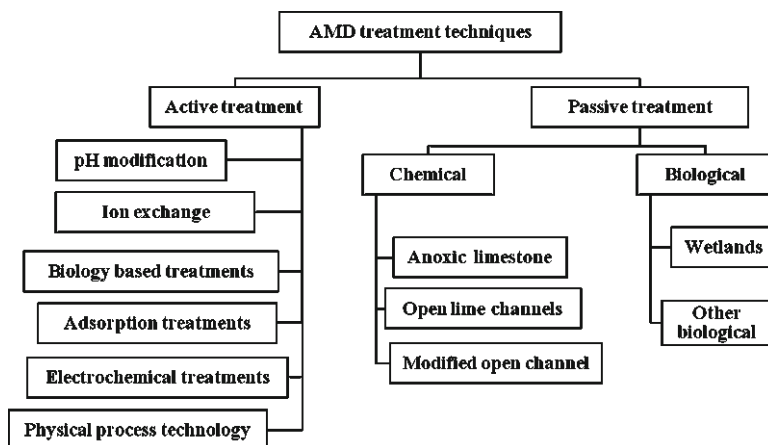 AMD treatment techniques
Active treatment
Passive treatment
pH modification
Ion exchange
Biology based treatments
Adsorption treatments
Electrochemical treatments
Physical process technology
Chemical
Biological
Anoxic limestone
Open lime channels
Modified open channel
Wetlands
Other
biological